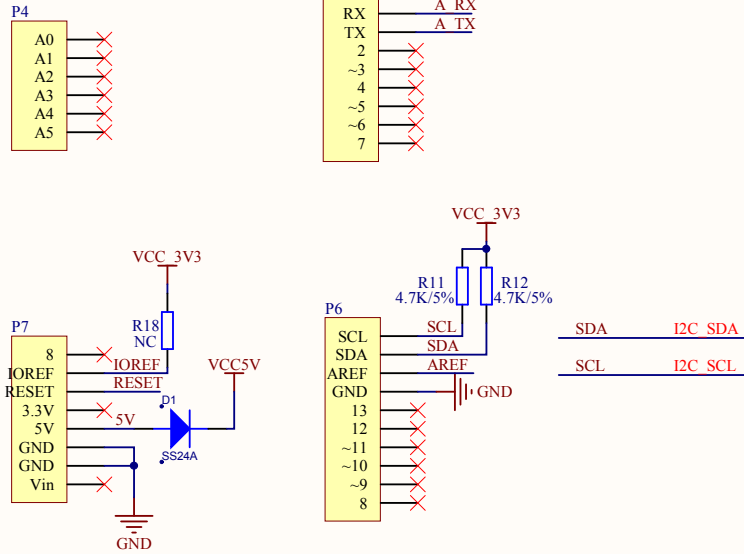 P4
A0
A1
A2
A3
A4
A5
RX
TX
2
~3
4
~5
~6
7
A_RX
A_TX
VCC_3V3
R18
NC
P7
8
IOREF
RESET
3.3V
5V
GND
GND
Vin
IOREF
RESET
5V
VCC5V
D1
SS24A
GND
VCC_3V3
R11
4.7K/5%
R12
4.7K/5%
P6
SCL
SDA
AREF
GND
13
12
~11
~10
~9
8
SCL
SDA
AREF
GND
SDA I2C_SDA
SCL I2C_SCL